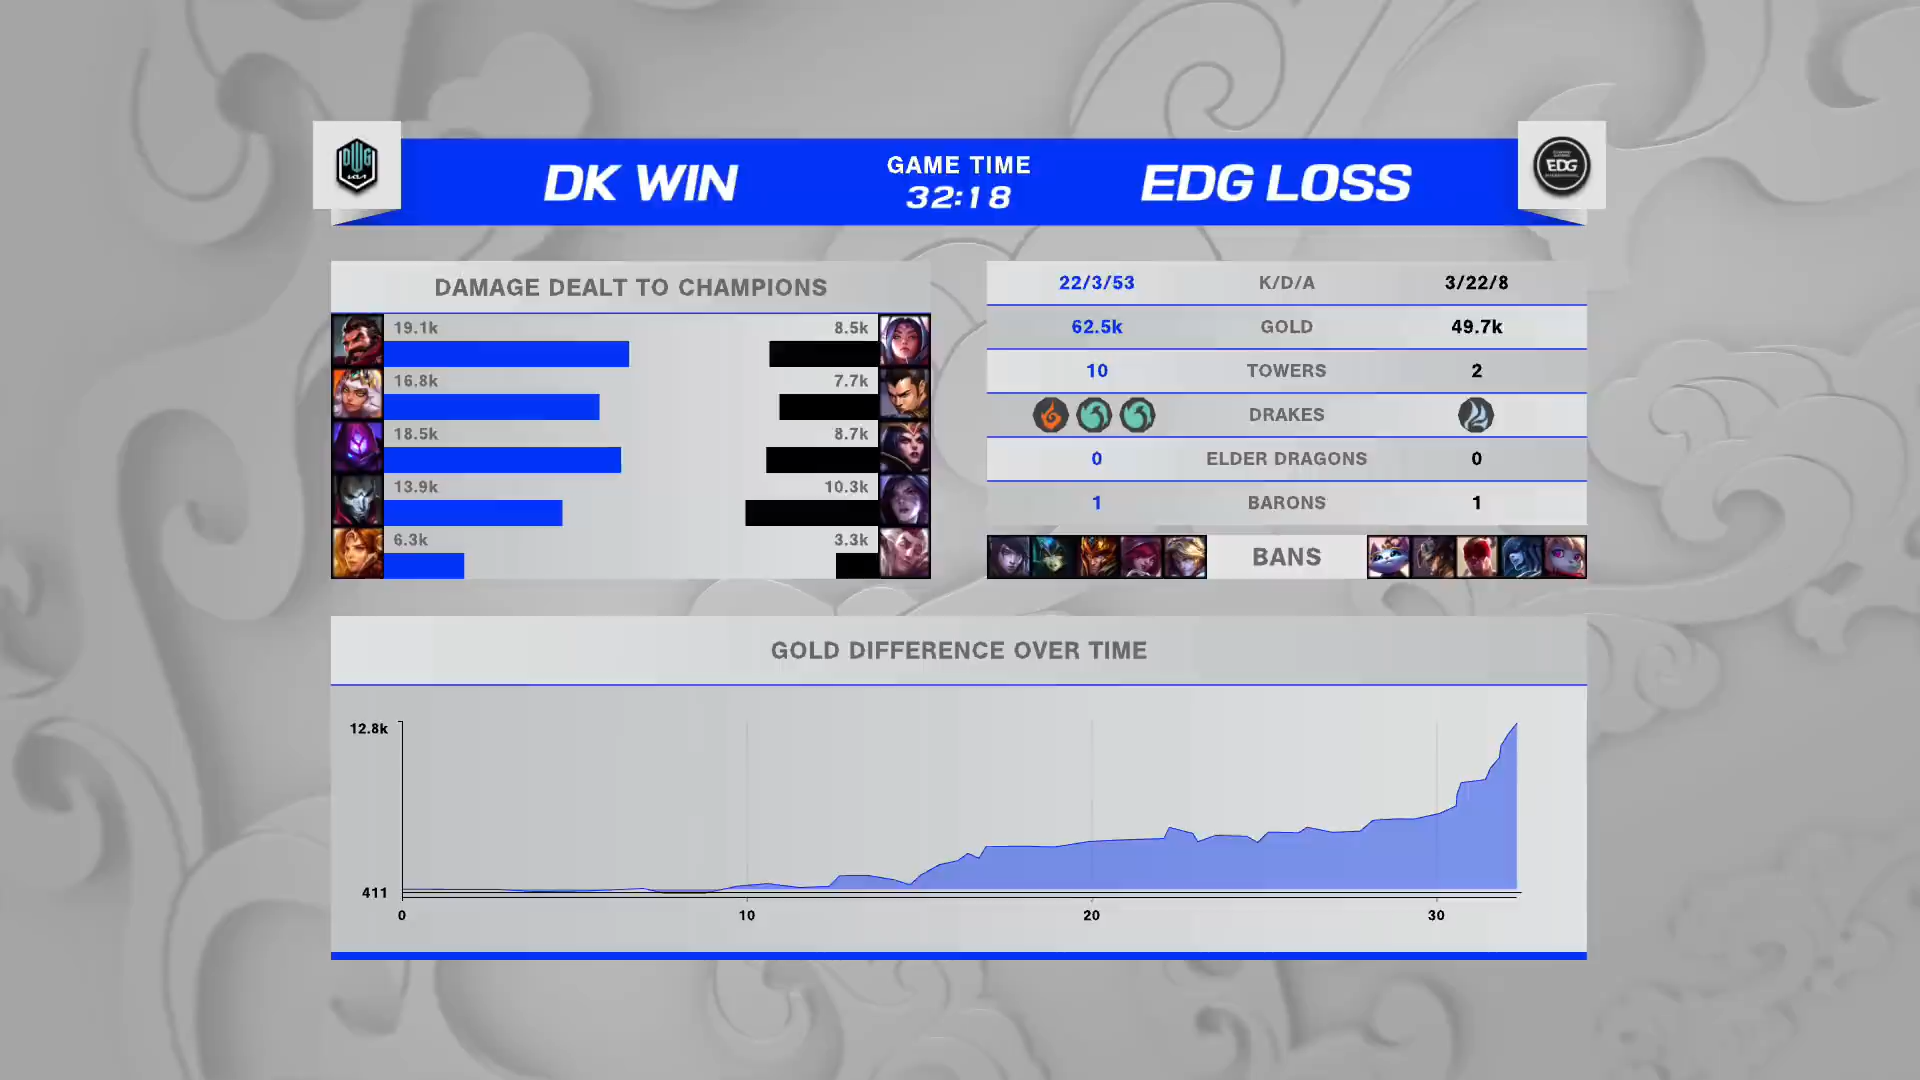 DWG
KIA
DK WIN
GAME TIME
32:18
EDG LOSS
EDG
DAMAGE DEALT TO CHAMPIONS
19.1k 8.5k
16.8k 7.7k
18.5k 8.7k
13.9k 10.3k
6.3k 3.3k
22/3/53 K/D/A 3/22/8
62.5k GOLD 49.7k
10 TOWERS 2
DRAKES
0 ELDER DRAGONS 0
1 BARONS 1
BANS
GOLD DIFFERENCE OVER TIME
12.8k
411
0 10 20 30